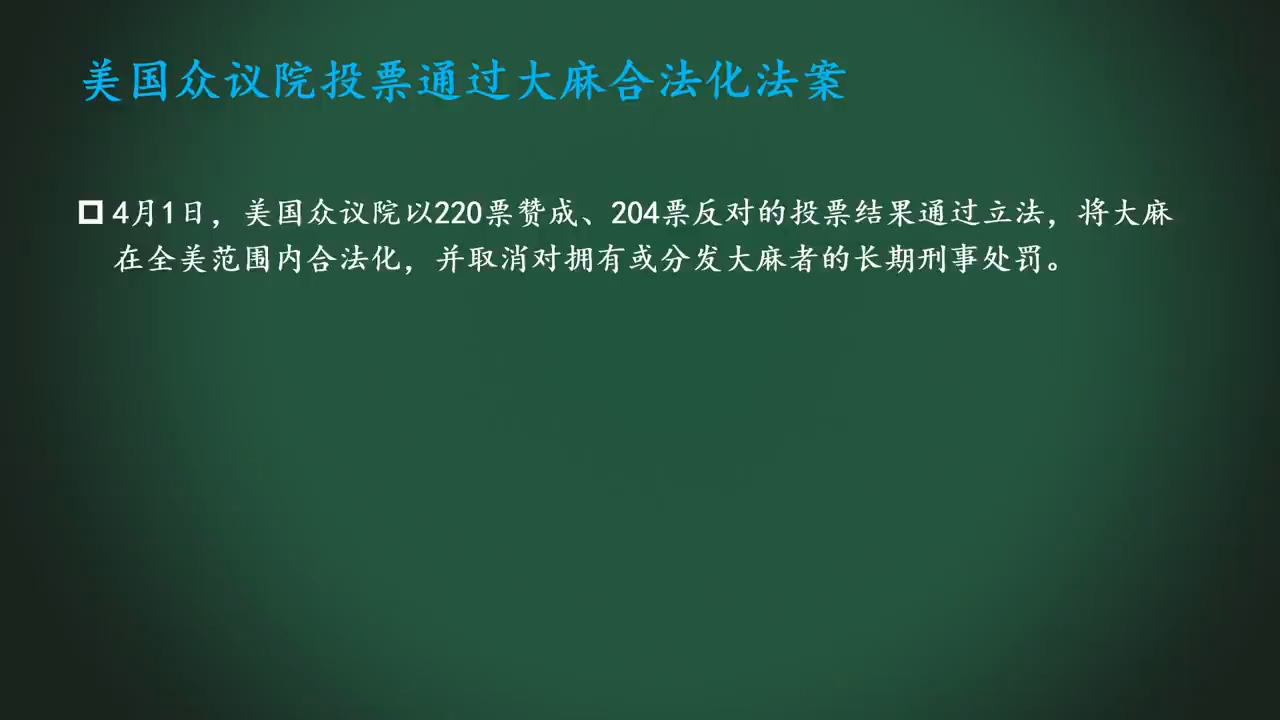 美国众议院投票通过大麻合法化法案
4月1日，美国众议院以220票赞成、204票反对的投票结果通过立法，将大麻
在全美范围内合法化，并取消对拥有或分发大麻者的长期刑事处罚。